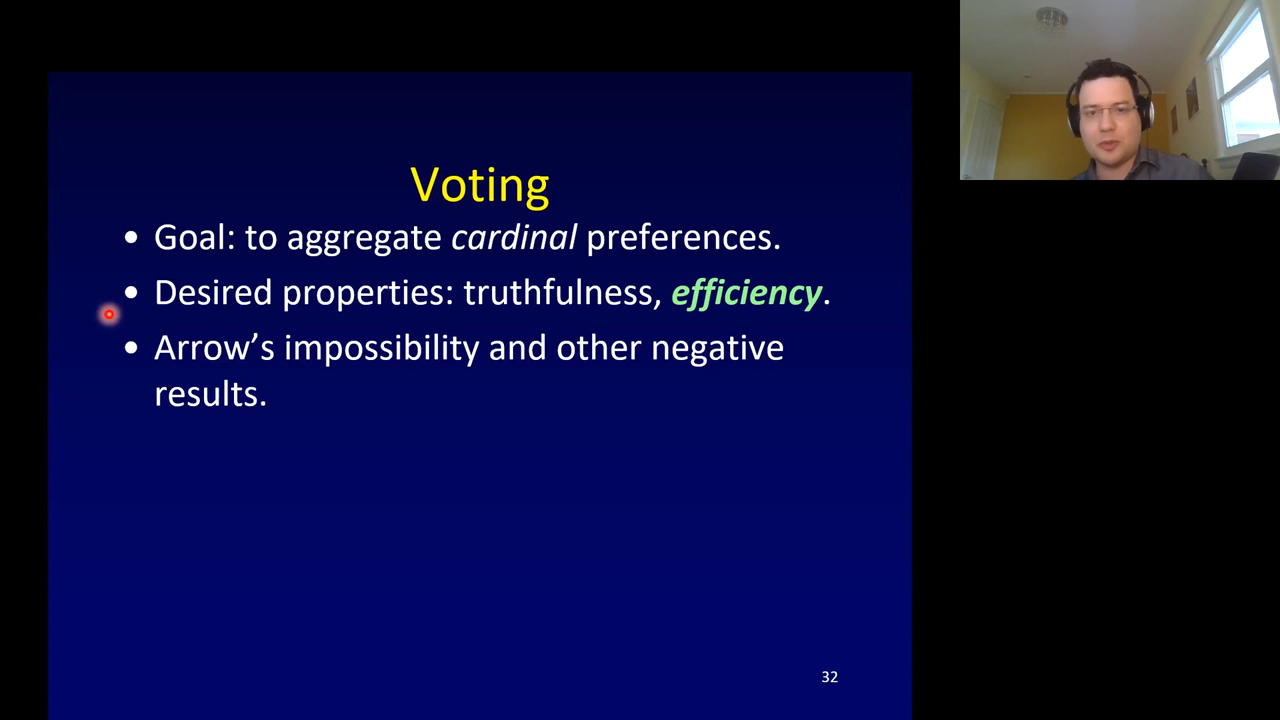 Voting
• Goal: to aggregate cardinal preferences.
• Desired properties: truthfulness, efficiency.
• Arrow’s impossibility and other negative
results.
32